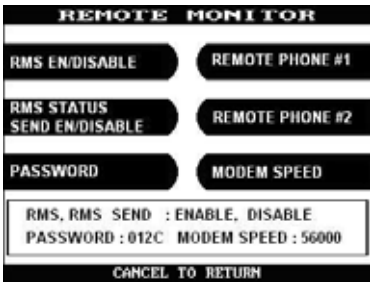 REMOTE MONITOR
RMS EN/DISABLE
REMOTE PHONE #1
RMS STATUS
SEND EN/DISABLE
REMOTE PHONE #2
PASSWORD
MODEM SPEED
RMS, RMS SEND : ENABLE, DISABLE
PASSWORD : 012C MODEM SPEED : 56000
CANCEL TO RETURN